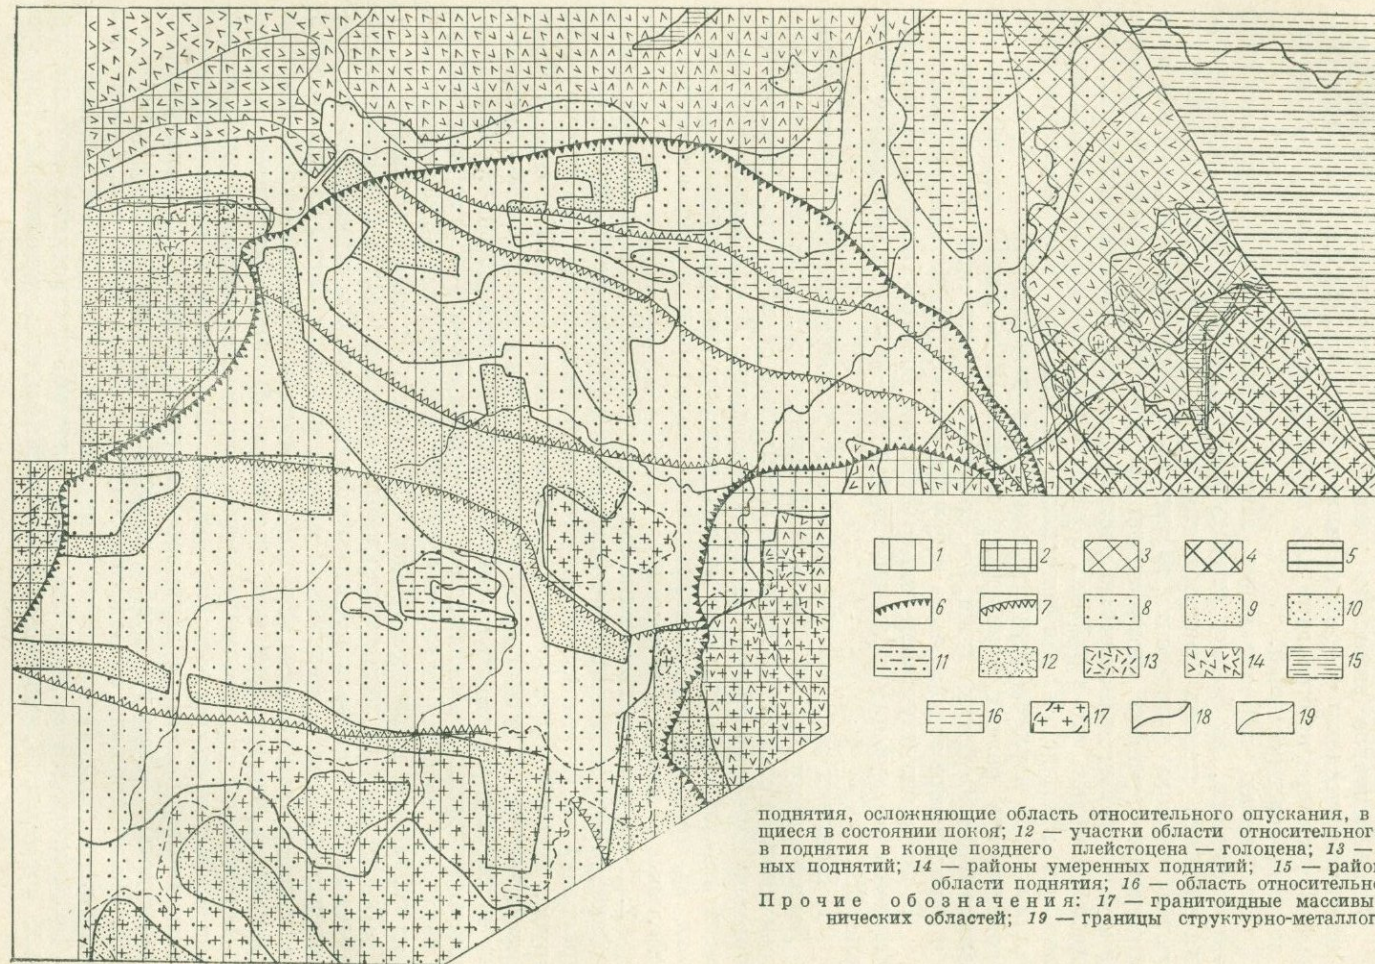 1 2 3 4 5
6 7 8 9 10
11 12 13 14 15
16 17 18 19
поднятия, осложняющие область относительного опускания, в
щиеся в состоянии покоя; 12 — участки области относительног
в поднятия в конце позднего плейстоцена — голоцена; 13 —
ных поднятий; 14 — районы умеренных поднятий; 15 — райо
области поднятия; 16 — область относительн
Прочие обозначения: 17 — гранитоидные массивы
нических областей; 19 — границы структурно-металлог